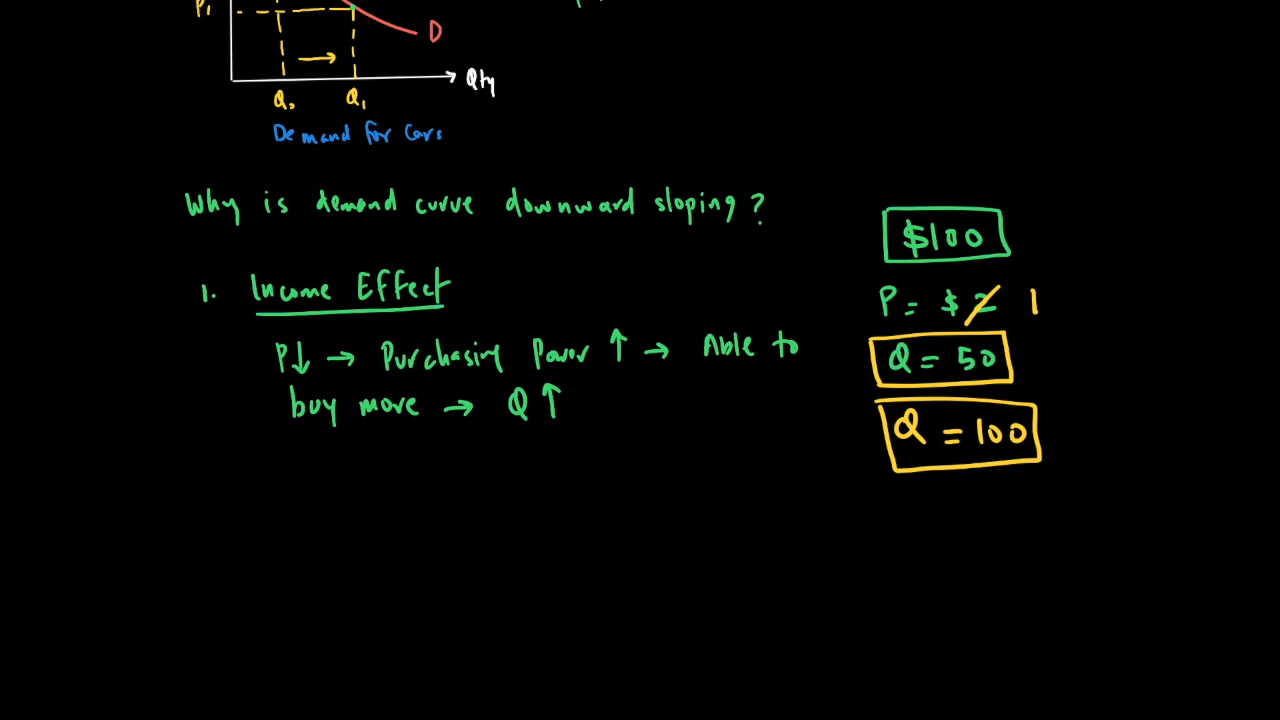 P₁
D
Qty
Q₀ Q₁
Demand for Cars
Why is demand curve downward sloping?
1. Income Effect
P↓ → Purchasing Power ↑ → Able to
buy more → Q ↑
$100
P = $ 2 1
Q = 50
Q = 100